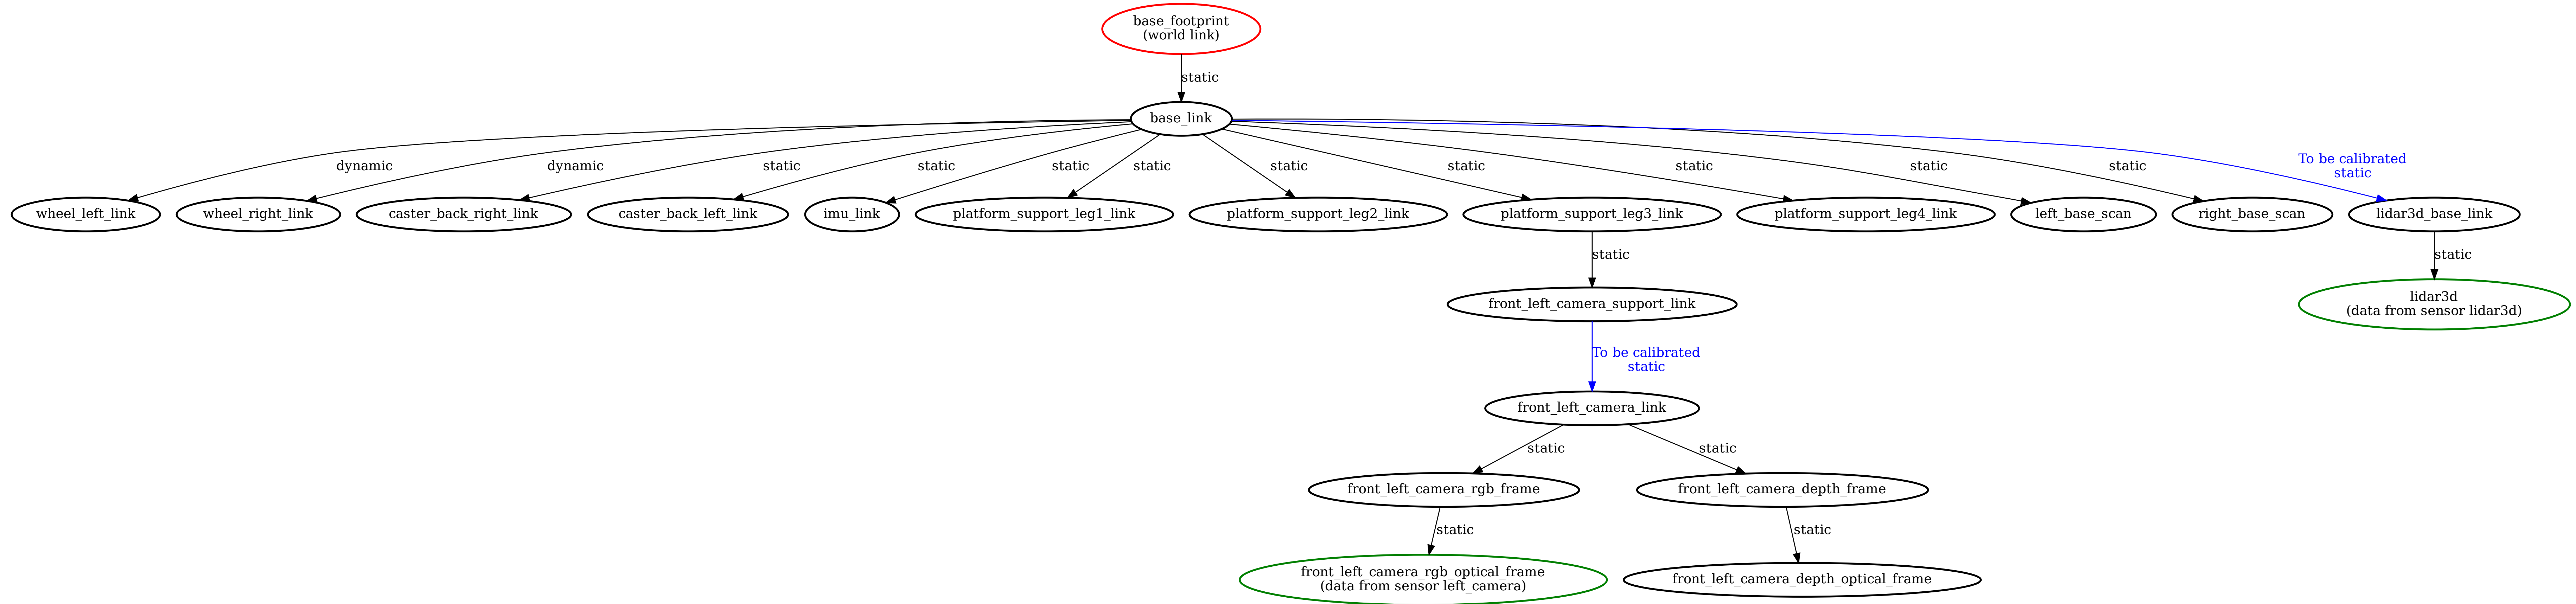 base_footprint
(world link)
static
base_link
dynamic
dynamic
static
static
static
static
static
static
static
static
static
To be calibrated
static
wheel_left_link
wheel_right_link
caster_back_right_link
caster_back_left_link
imu_link
platform_support_leg1_link
platform_support_leg2_link
platform_support_leg3_link
platform_support_leg4_link
left_base_scan
right_base_scan
lidar3d_base_link
static
static
front_left_camera_support_link
lidar3d
(data from sensor lidar3d)
To be calibrated
static
front_left_camera_link
static
static
front_left_camera_rgb_frame
front_left_camera_depth_frame
static
static
front_left_camera_rgb_optical_frame
(data from sensor left_camera)
front_left_camera_depth_optical_frame